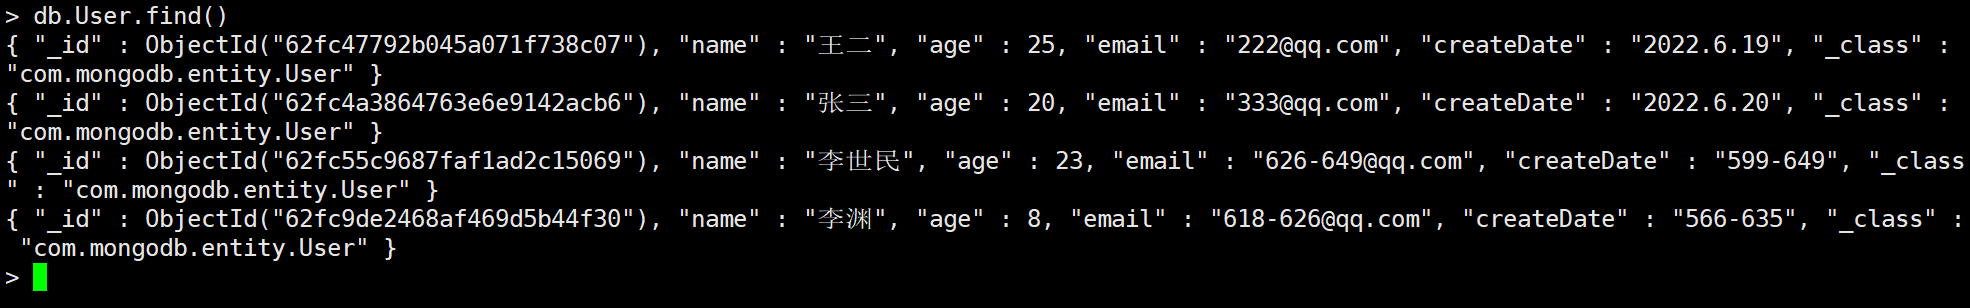 > db.User.find()
{ "_id" : ObjectId("62fc47792b045a071f738c07"), "name" : "王二", "age" : 25, "email" : "222@qq.com", "createDate" : "2022.6.19", "_class" :
"com.mongodb.entity.User" }
{ "_id" : ObjectId("62fc4a3864763e6e9142acb6"), "name" : "张三", "age" : 20, "email" : "333@qq.com", "createDate" : "2022.6.20", "_class" :
"com.mongodb.entity.User" }
{ "_id" : ObjectId("62fc55c9687faf1ad2c15069"), "name" : "李世民", "age" : 23, "email" : "626-649@qq.com", "createDate" : "599-649", "_class
" : "com.mongodb.entity.User" }
{ "_id" : ObjectId("62fc9de2468af469d5b44f30"), "name" : "李渊", "age" : 8, "email" : "618-626@qq.com", "createDate" : "566-635", "_class" :
 "com.mongodb.entity.User" }
>